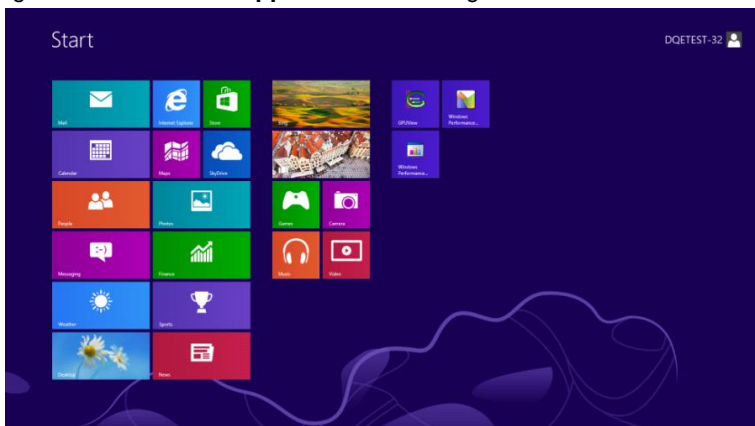 Start
DQETEST-32
Mail
Internet Explorer
Store
Bing
GPUView
Windows
Performance...
Calendar
Maps
SkyDrive
Windows
Performance...
People
Photos
Games
Camera
Messaging
Finance
Music
Video
Weather
Sports
Desktop
News